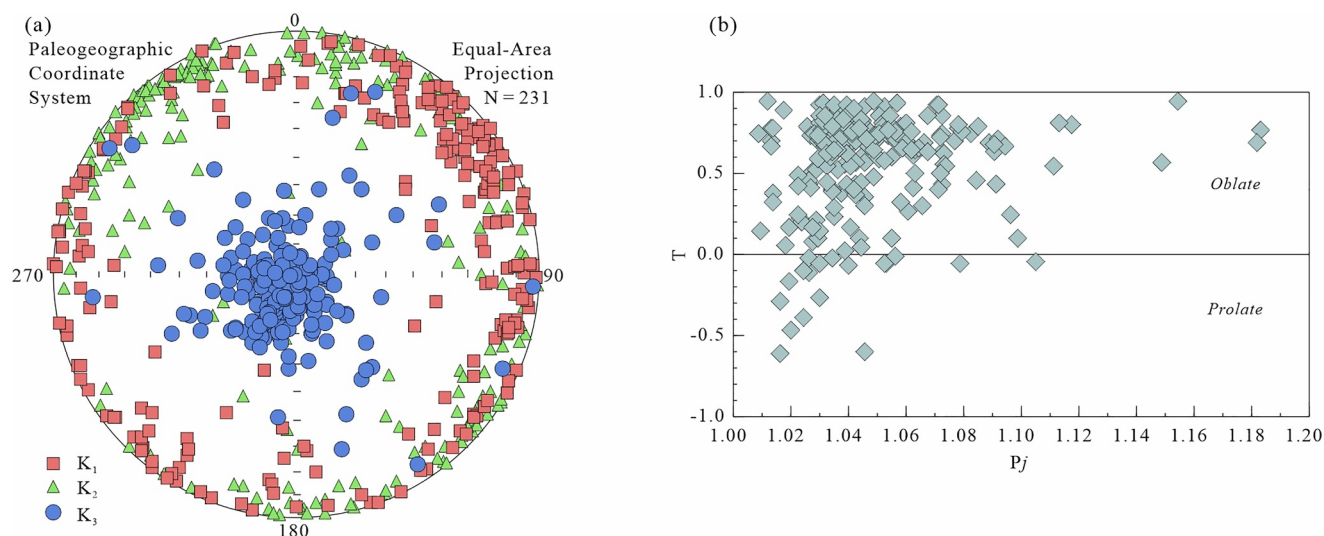 (a)
0
Paleogeographic
Coordinate
System
Equal-Area
Projection
N = 231
270
90
180
K1
K2
K3
(b)
1.0
0.5
0.0
-0.5
-1.0
T
Oblate
Prolate
1.00 1.02 1.04 1.06 1.08 1.10 1.12 1.14 1.16 1.18 1.20
Pj